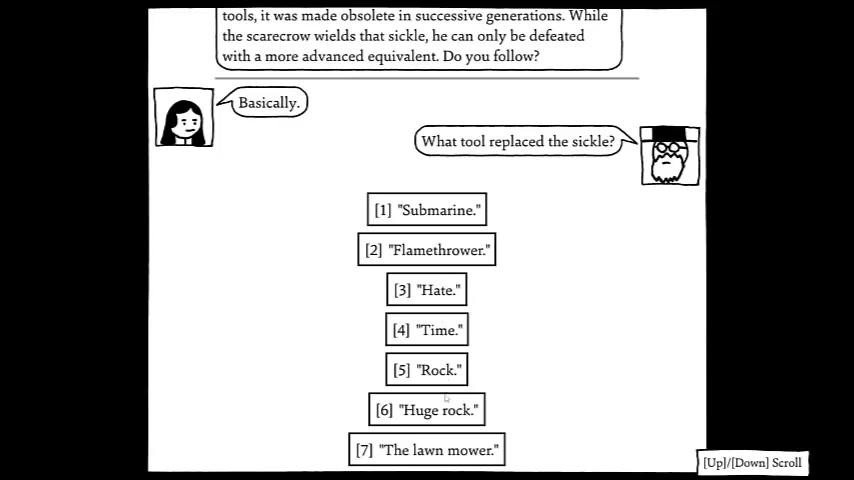 tools, it was made obsolete in successive generations. While
the scarecrow wields that sickle, he can only be defeated
with a more advanced equivalent. Do you follow?
Basically.
What tool replaced the sickle?
[1] "Submarine."
[2] "Flamethrower."
[3] "Hate."
[4] "Time."
[5] "Rock."
[6] "Huge rock."
[7] "The lawn mower."
[Up]/[Down] Scroll